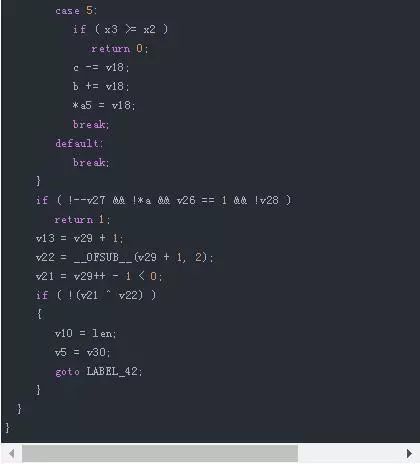 case 5:
if ( x3 >= x2 )
return 0;
c -= v18;
b += v18;
*a5 = v18;
break;
default:
break;
}
if ( !--v27 && !*a && v26 == 1 && !v28 )
return 1;
v13 = v29 + 1;
v22 = __OFSUB__(v29 + 1, 2);
v21 = v29++ - 1 < 0;
if ( !(v21 ^ v22) )
{
v10 = len;
v5 = v30;
goto LABEL_42;
}
}
}